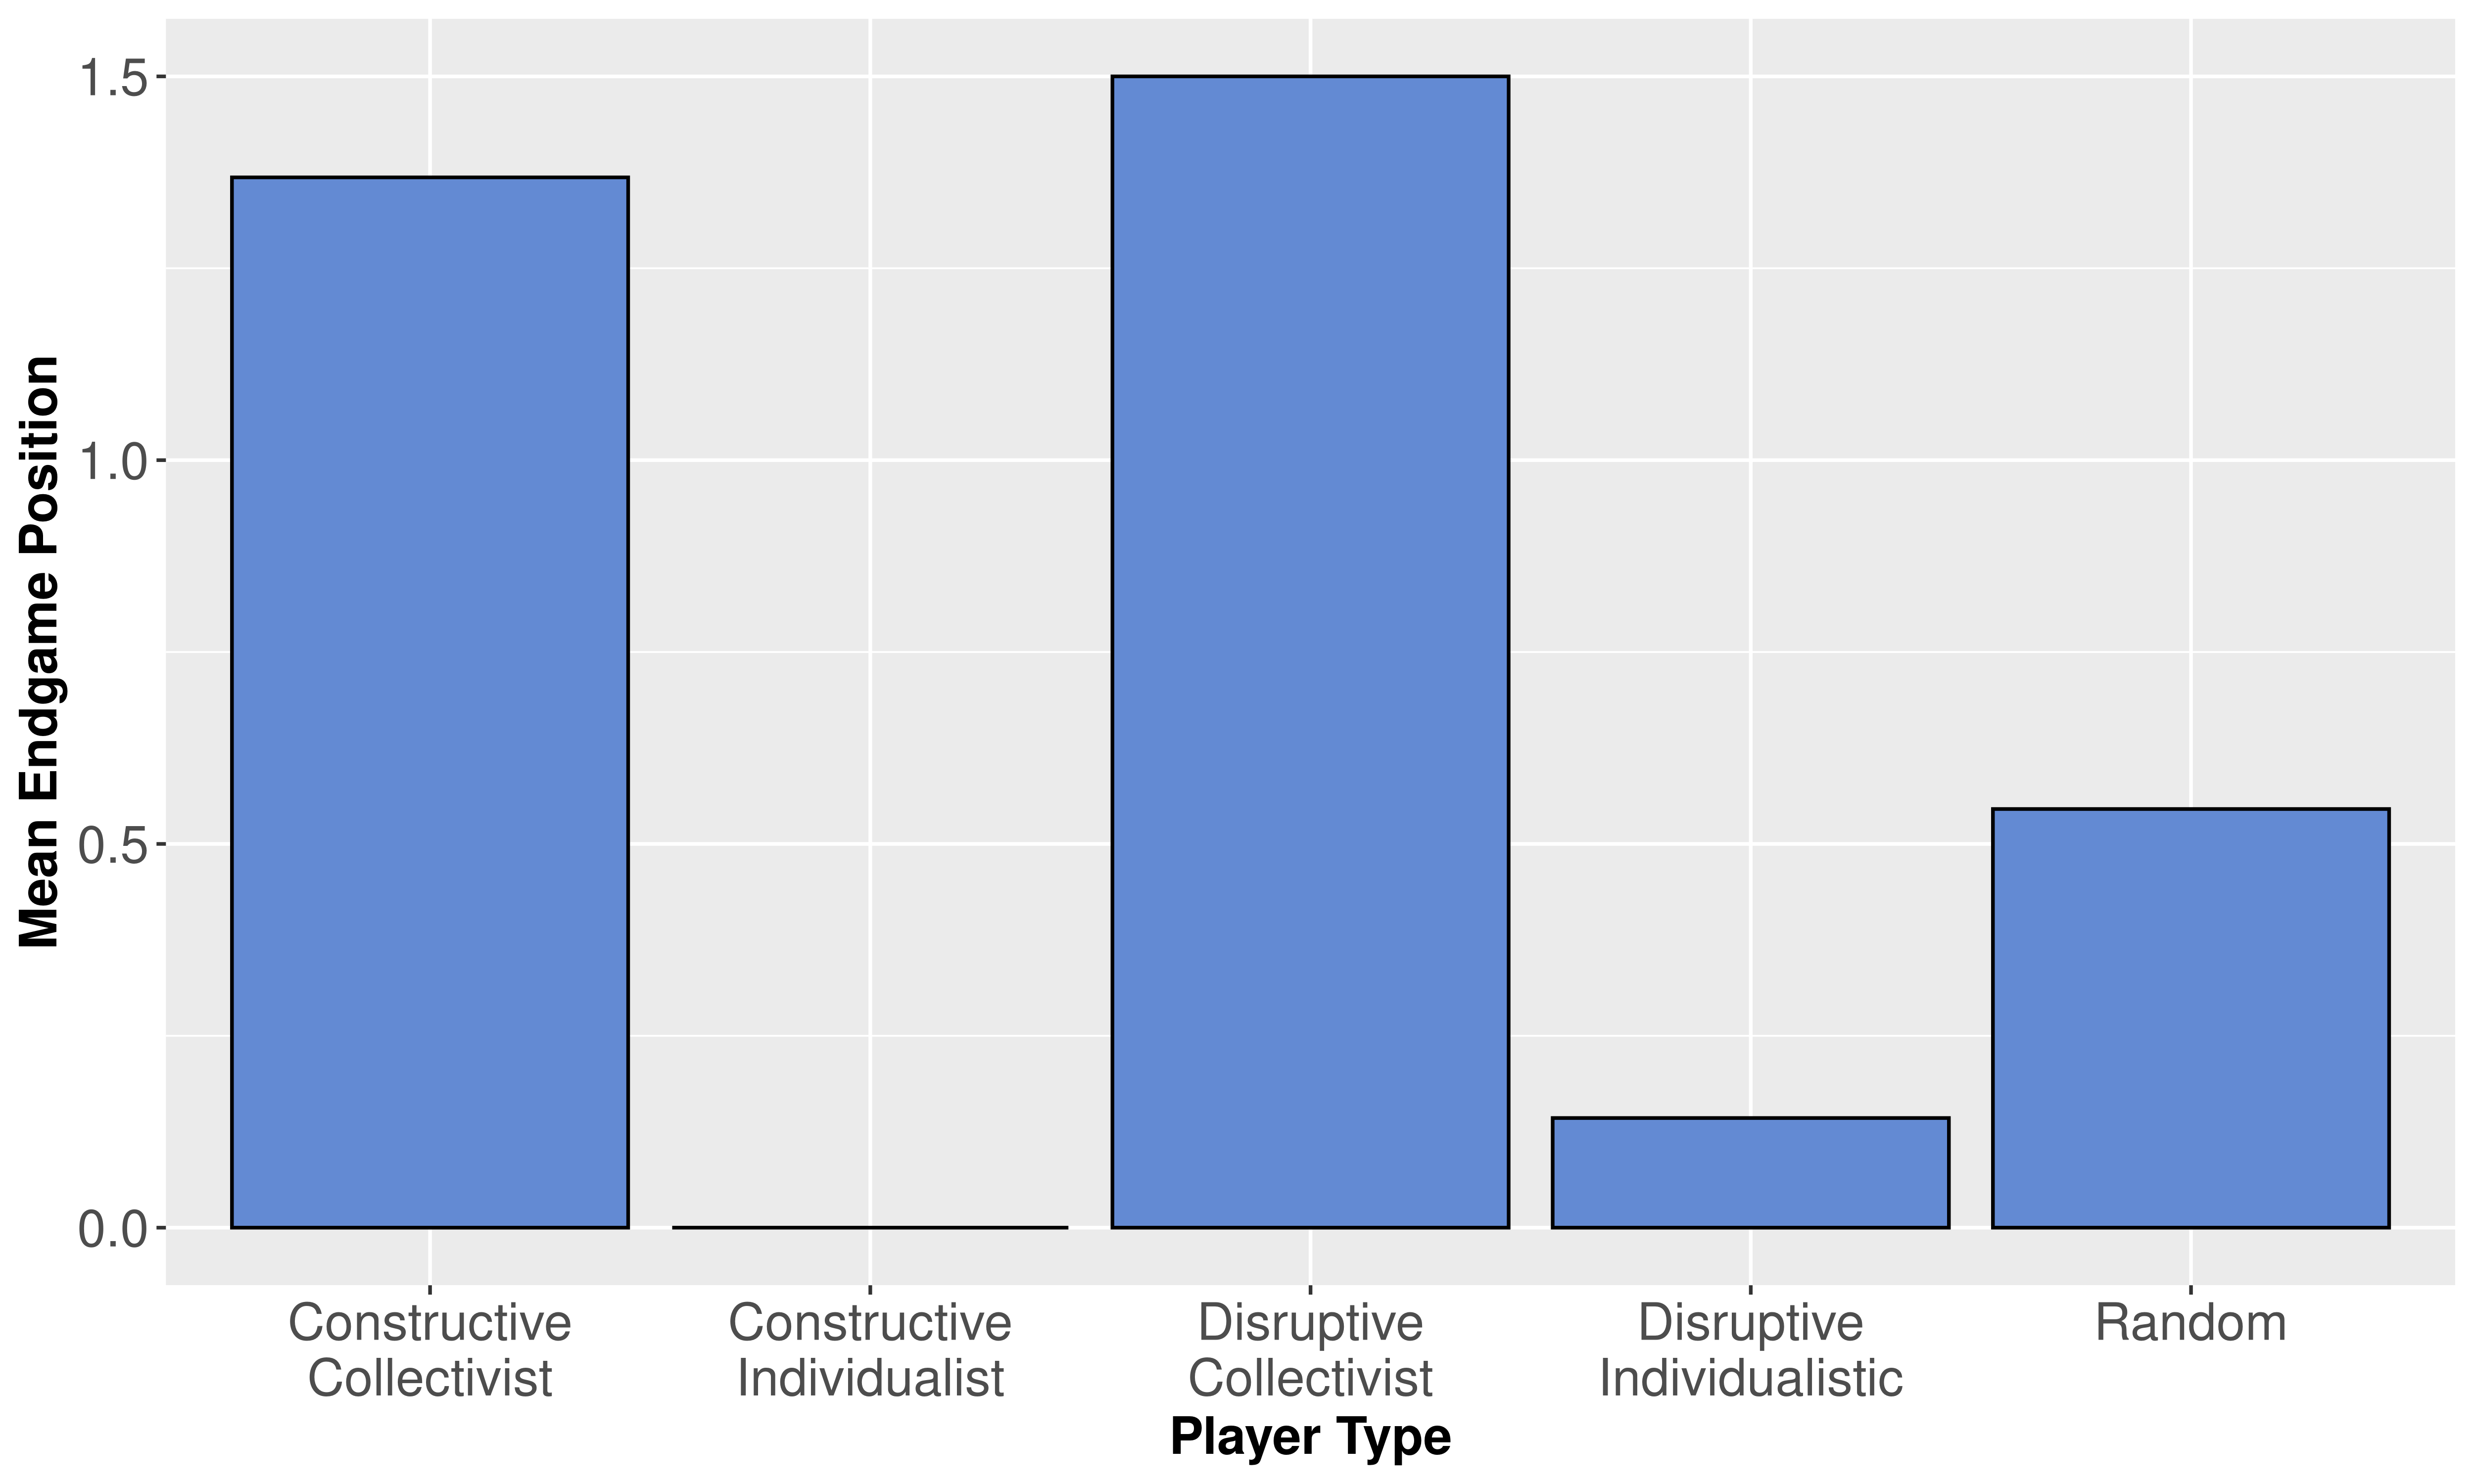 Mean Endgame Position
1.5
1.0
0.5
0.0
Constructive
Collectivist
Constructive
Individualist
Disruptive
Collectivist
Disruptive
Individualistic
Random
Player Type